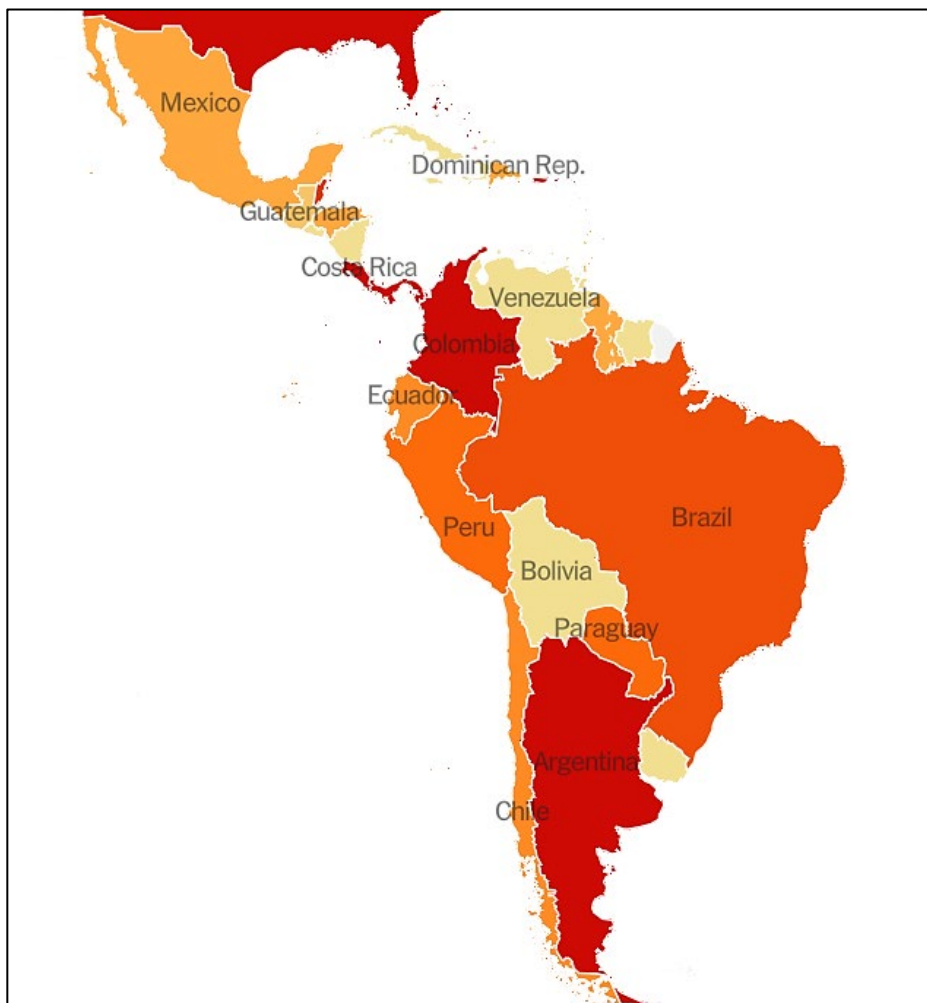 Mexico
Dominican Rep.
Guatemala
Costa Rica
Venezuela
Colombia
Ecuador
Brazil
Peru
Bolivia
Paraguay
Argentina
Chile